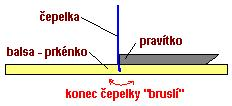 čepelka
pravítko
balsa - prkénko
konec čepelky "bruslí"